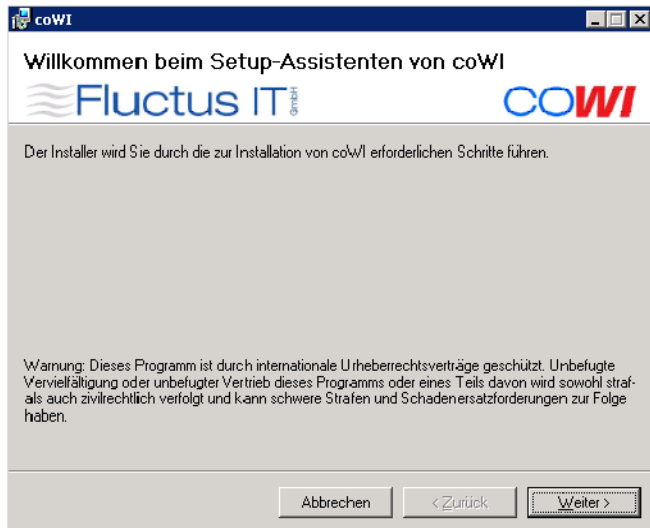 coWI
Willkommen beim Setup-Assistenten von coWI
Fluctus IT GmbH
COWI
Der Installer wird Sie durch die zur Installation von coWI erforderlichen Schritte führen.
Warnung: Dieses Programm ist durch internationale Urheberrechtsverträge geschützt. Unbefugte
Vervielfältigung oder unbefugter Vertrieb dieses Programms oder eines Teils davon wird sowohl straf-
als auch zivilrechtlich verfolgt und kann schwere Strafen und Schadenersatzforderungen zur Folge
haben.
Abbrechen
< Zurück
Weiter >